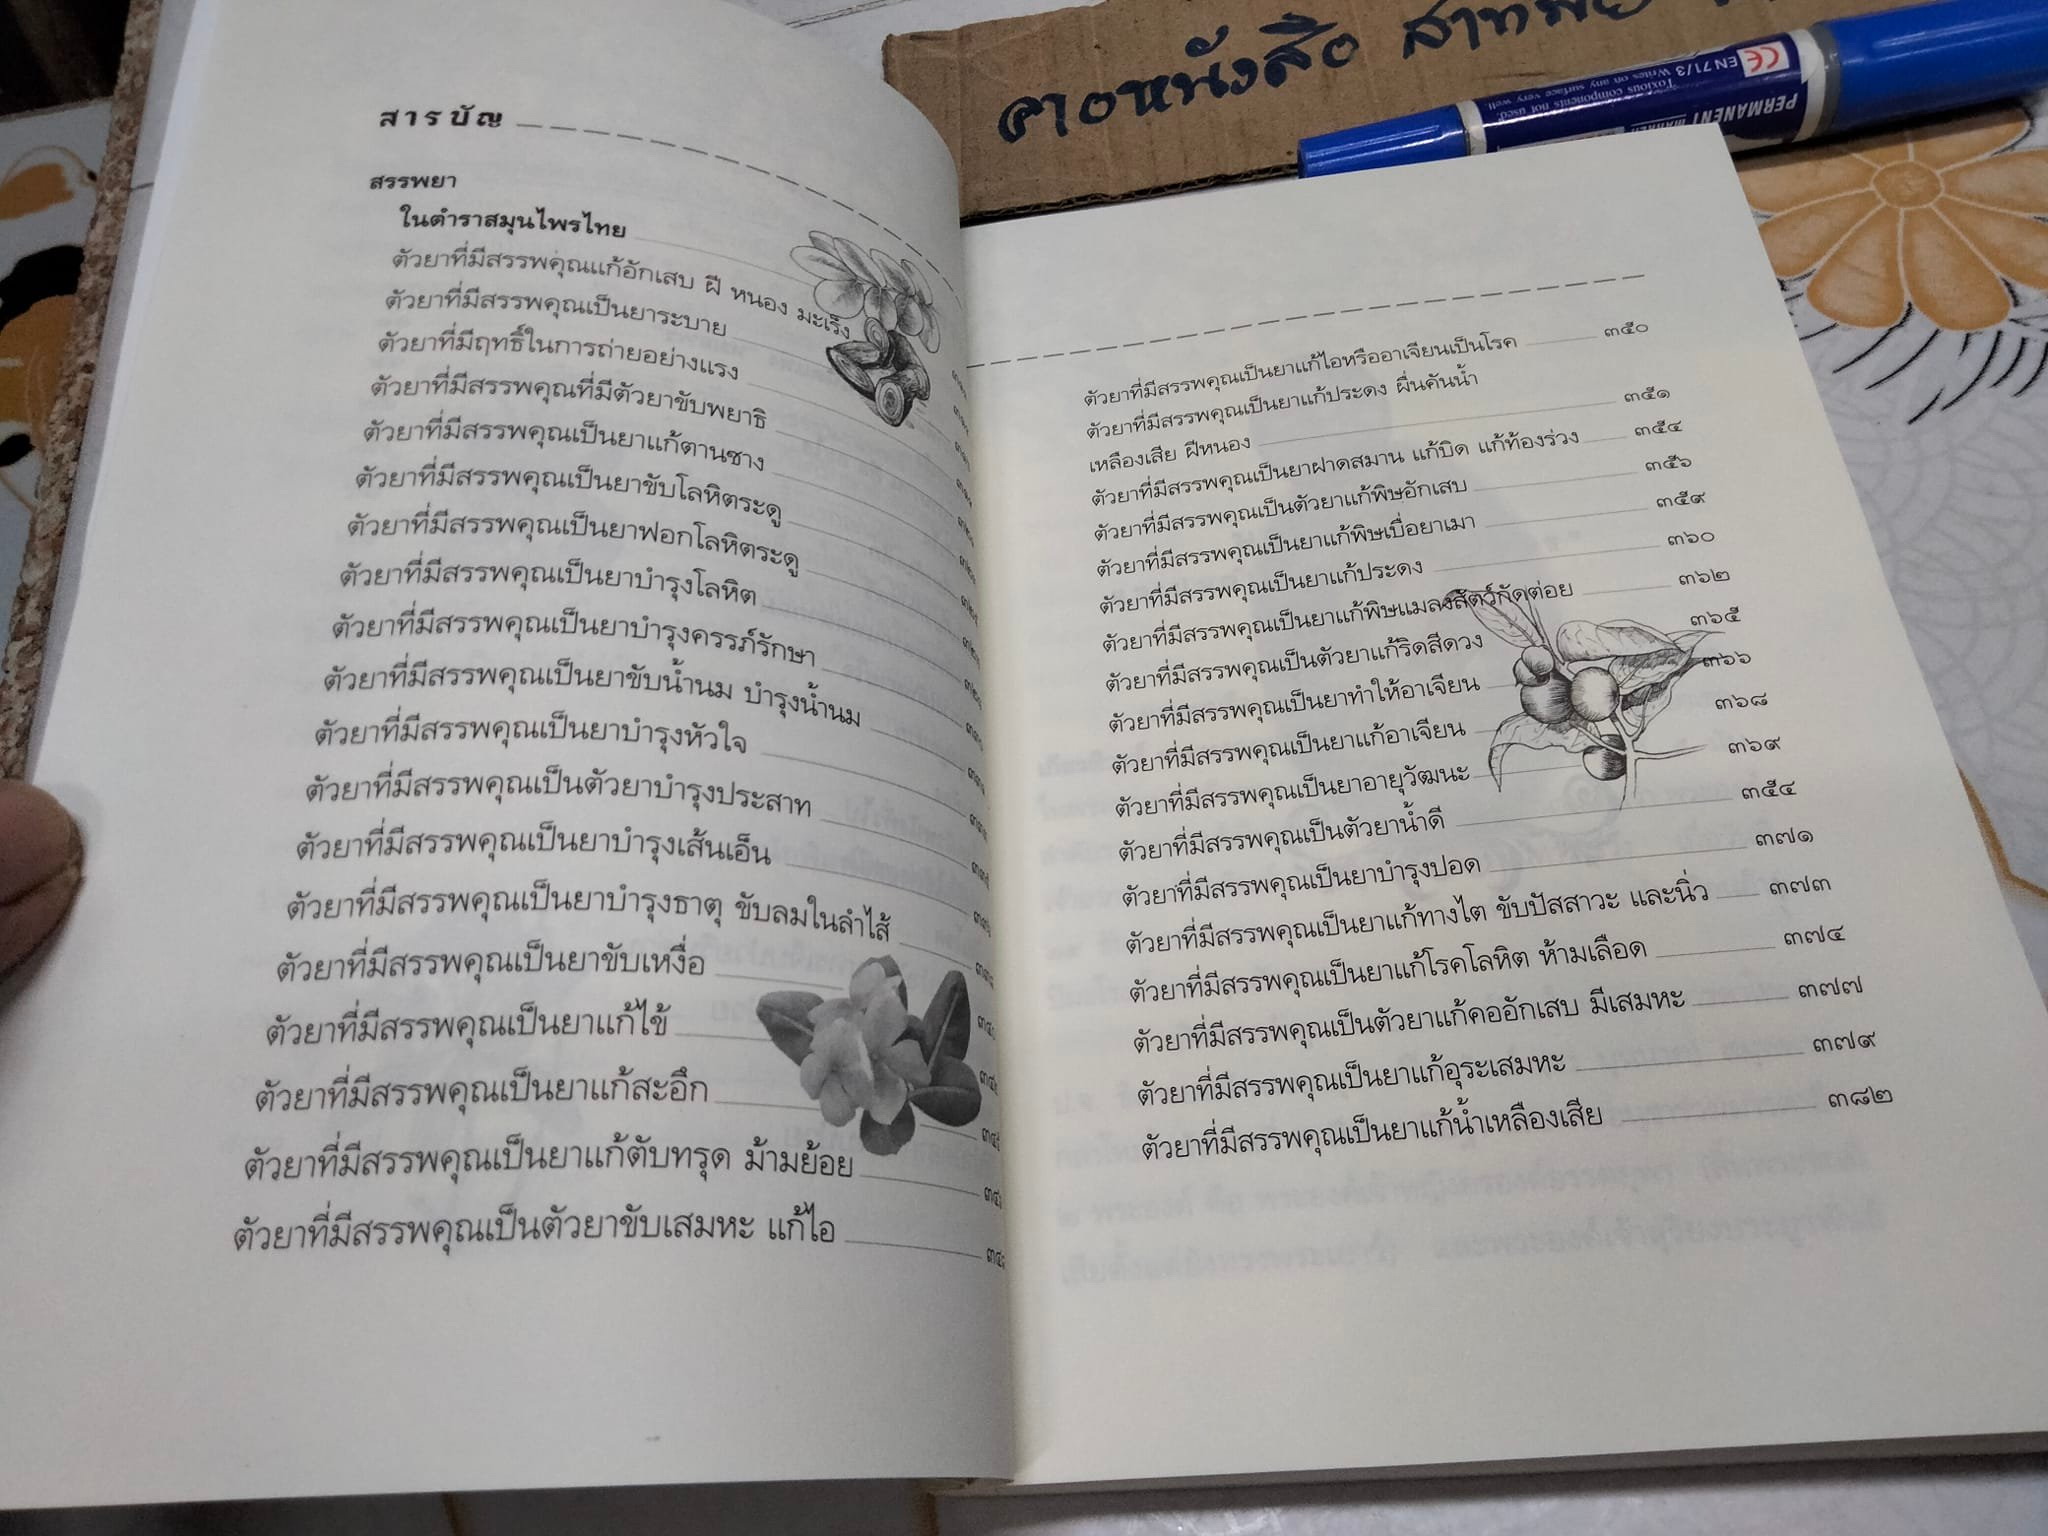 สารบัญ
สรรพยา
ในตำราสมุนไพรไทย
ตัวยาที่มีสรรพคุณแก้อักเสบ ฝี หนอง มะเร็ง
ตัวยาที่มีสรรพคุณเป็นยาระบาย
ตัวยาที่มีฤทธิ์ในการถ่ายอย่างแรง
ตัวยาที่มีสรรพคุณที่มีตัวยาขับพยาธิ
ตัวยาที่มีสรรพคุณเป็นยาแก้ตานซาง
ตัวยาที่มีสรรพคุณเป็นยาขับโลหิตระดู
ตัวยาที่มีสรรพคุณเป็นยาฟอกโลหิตระดู
ตัวยาที่มีสรรพคุณเป็นยาบำรุงโลหิต
ตัวยาที่มีสรรพคุณเป็นยาบำรุงครรภ์รักษา
ตัวยาที่มีสรรพคุณเป็นยาขับน้ำนม บำรุงน้ำนม
ตัวยาที่มีสรรพคุณเป็นยาบำรุงหัวใจ
ตัวยาที่มีสรรพคุณเป็นตัวยาบำรุงประสาท
ตัวยาที่มีสรรพคุณเป็นยาบำรุงเส้นเอ็น
ตัวยาที่มีสรรพคุณเป็นยาบำรุงธาตุ ขับลมในลำไส้
ตัวยาที่มีสรรพคุณเป็นยาขับเหงื่อ
ตัวยาที่มีสรรพคุณเป็นยาแก้ไข้
ตัวยาที่มีสรรพคุณเป็นยาแก้สะอึก
ตัวยาที่มีสรรพคุณเป็นยาแก้ตับทรุด ม้ามย้อย
ตัวยาที่มีสรรพคุณเป็นตัวยาขับเสมหะ แก้ไอ
ตัวยาที่มีสรรพคุณเป็นยาแก้ไอหรืออาเจียนเป็นโรค ๓๕๐
ตัวยาที่มีสรรพคุณเป็นยาแก้ประดง ผื่นคันน้ำ
เหลืองเสีย ฝีหนอง ๓๕๑
ตัวยาที่มีสรรพคุณเป็นยาฝาดสมาน แก้บิด แก้ท้องร่วง ๓๕๔
ตัวยาที่มีสรรพคุณเป็นตัวยาแก้พิษอักเสบ ๓๕๖
ตัวยาที่มีสรรพคุณเป็นยาแก้พิษเบื่อยาเมา ๓๕๙
ตัวยาที่มีสรรพคุณเป็นยาแก้ประดง ๓๖๐
ตัวยาที่มีสรรพคุณเป็นยาแก้พิษแมลงสัตว์กัดต่อย ๓๖๒
ตัวยาที่มีสรรพคุณเป็นตัวยาแก้ริดสีดวง ๓๖๕
ตัวยาที่มีสรรพคุณเป็นยาทำให้อาเจียน ๓๖๖
ตัวยาที่มีสรรพคุณเป็นยาแก้อาเจียน ๓๖๘
ตัวยาที่มีสรรพคุณเป็นยาอายุวัฒนะ ๓๖๙
ตัวยาที่มีสรรพคุณเป็นตัวยาน้ำดี ๓๕๔
ตัวยาที่มีสรรพคุณเป็นยาบำรุงปอด ๓๗๑
ตัวยาที่มีสรรพคุณเป็นยาแก้ทางไต ขับปัสสาวะ และนิ่ว ๓๗๓
ตัวยาที่มีสรรพคุณเป็นยาแก้โรคโลหิต ห้ามเลือด ๓๗๔
ตัวยาที่มีสรรพคุณเป็นตัวยาแก้คออักเสบ มีเสมหะ ๓๗๗
ตัวยาที่มีสรรพคุณเป็นยาแก้อุระเสมหะ ๓๗๙
ตัวยาที่มีสรรพคุณเป็นยาแก้น้ำเหลืองเสีย ๓๘๒
EN 71/3
Toxious components not used.
Writes on any surface very well.
PERMANENT MARKER